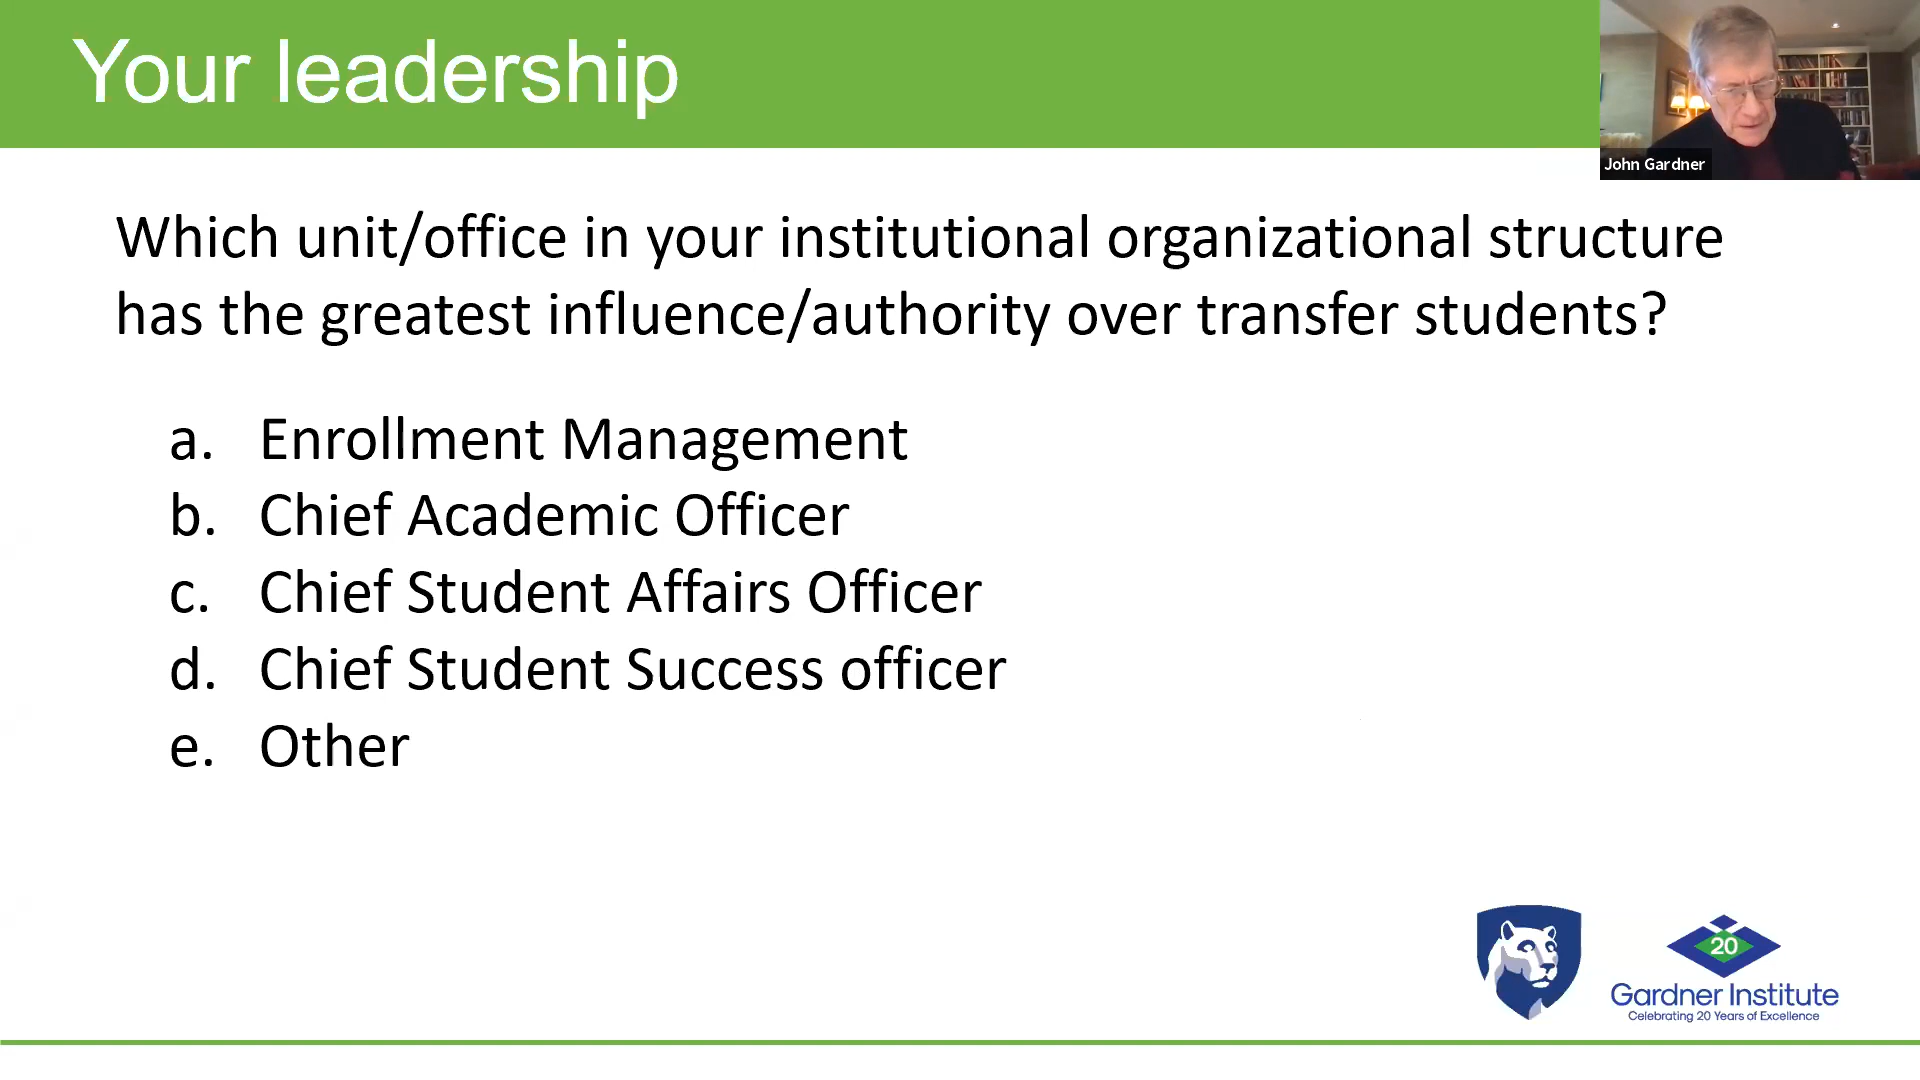 Your leadership
John Gardner
Which unit/office in your institutional organizational structure
has the greatest influence/authority over transfer students?
a. Enrollment Management
b. Chief Academic Officer
c. Chief Student Affairs Officer
d. Chief Student Success officer
e. Other
20
Gardner Institute
Celebrating 20 Years of Excellence